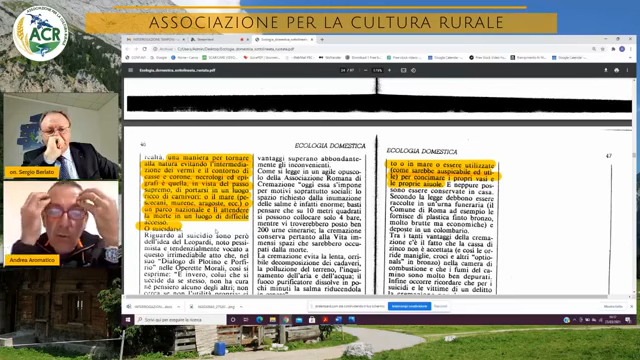 ASSOCIAZIONE PER LA CULTURA RURALE
ACR
on. Sergio Berlato
Andrea Aromatico
Ecologia_domestica_sottolineata_runate.pdf
46
ECOLOGIA DOMESTICA
realtà, una maniera per tornare
alla natura evitando l'intermedia-
zione dei vermi e il contorno di
casse e corone, necrologi ed epi-
grafi è quella, in vista del passo
supremo, di portarsi in un luogo
ricco di carnivori: o il mare (pe-
scecani, murene, aragoste, ecc.) o
un parco nazionale e lì attendere
la morte in un luogo di difficile
accesso.
O suicidarsi.
Riguardo al suicidio sono però
dell'idea del Leopardi, noto pessi-
mista e tendenzialmente vocato a
questo irrimediabile atto che, nel
suo "Dialogo di Plotino e Porfi-
rio" nelle Operette Morali, così si
esprime: "E invero, colui che si
uccide da se stesso, non ha cura
né pensiero alcuno degli altri; non
vantaggi superano abbondante-
mente gli inconvenienti.
Come si legge in un agile opusco-
lo della Associazione Romana di
Cremazione "oggi essa s'impone
per motivi soprattutto sociali: lo
spazio richiesto dalla inumazione
delle salme è infatti enorme; basti
pensare che su 10 metri quadrati
si possono collocare solo 4 bare,
mentre vi troverebbero posto ben
200 urne cinerarie; la cremazione
conserva pertanto alla Vita im-
mensi spazi che sarebbero occu-
pati dalla morte.
La cremazione evita la lenta, orri-
bile decomposizione dei cadaveri,
la polluzione del terreno, l'inqui-
namento dell'aria e dell'acqua; il
fuoco purificatore dissolve in po-
chi minuti la salma riducendola
ECOLOGIA DOMESTICA
47
to o in mare o essere utilizzate
(come sarebbe auspicabile ed uti-
le) per concimare i propri vasi e
le proprie aiuole. E neppure pos-
sono essere conservate in casa.
Secondo la legge debbono essere
raccolte in un'urna funeraria (il
Comune di Roma ad esempio le
fornisce di plastica finto bronzo,
molto brutte ma economiche) e
deposte in un colombario.
Tra i tanti vantaggi della crema-
zione c'è il fatto che la cassa di
zinco non è accettata (e così le or-
ride maniglie, croci e altri "optio-
nals" in bronzo) nella camera di
combustione e che i fumi del ca-
mino sono molto ben depurati.
Infine occorre ricordare che per i
suicidi e le vittime di un delitto